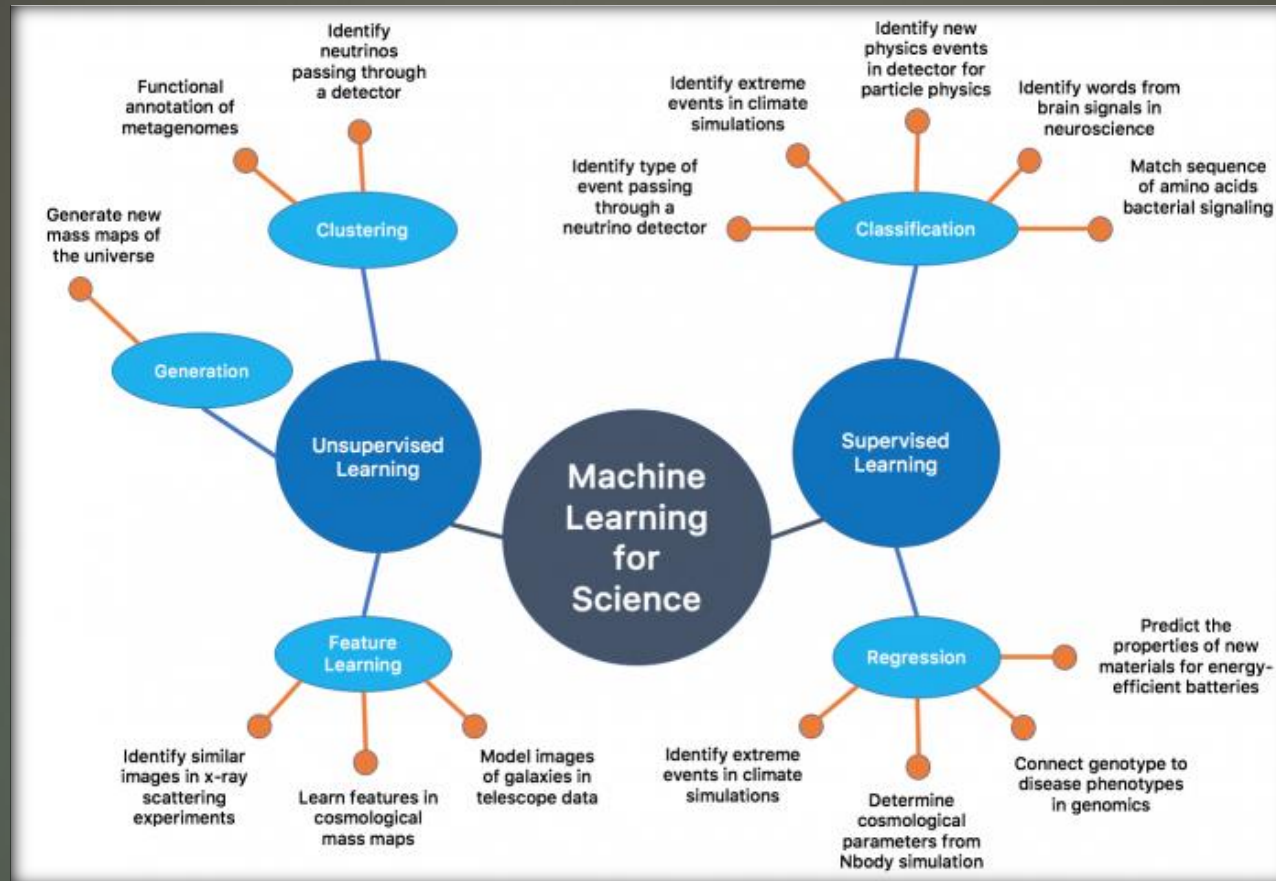 Identify
neutrinos
passing through
a detector
Functional
annotation of
metagenomes
Clustering
Generate new
mass maps of
the universe
Generation
Unsupervised
Learning
Feature
Learning
Identify similar
images in x-ray
scattering
experiments
Learn features in
cosmological
mass maps
Model images
of galaxies in
telescope data
Machine
Learning
for
Science
Identify new
physics events
in detector for
particle physics
Identify extreme
events in climate
simulations
Identify words from
brain signals in
neuroscience
Identify type of
event passing
through a
neutrino detector
Match sequence
of amino acids
bacterial signaling
Classification
Supervised
Learning
Regression
Predict the
properties of new
materials for energy-
efficient batteries
Identify extreme
events in climate
simulations
Determine
cosmological
parameters from
Nbody simulation
Connect genotype to
disease phenotypes
in genomics